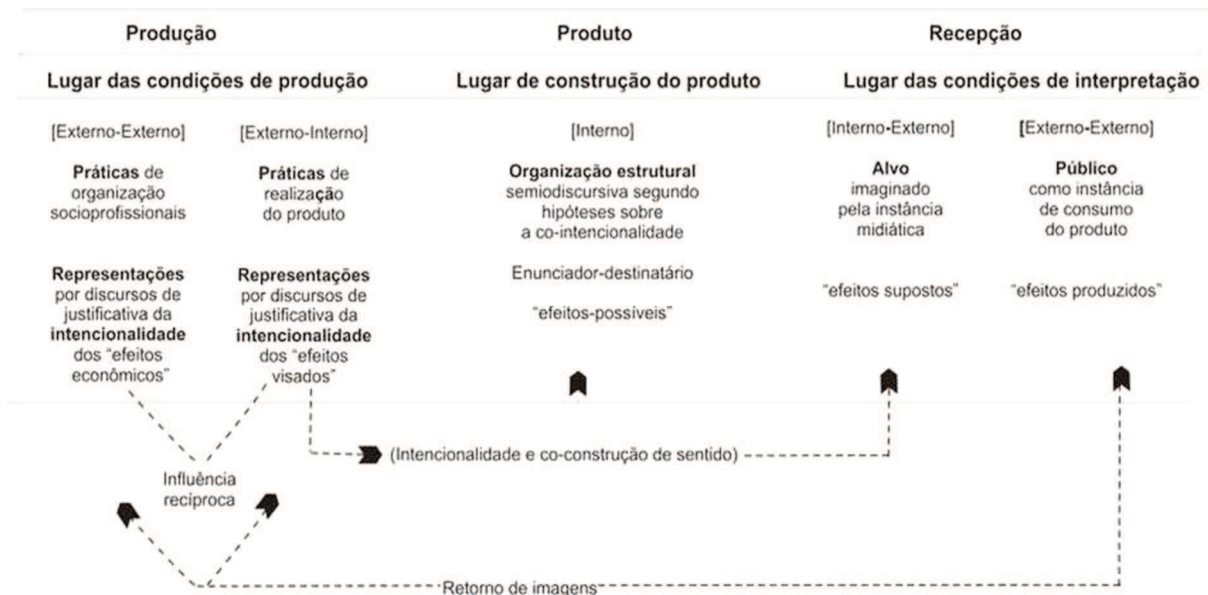 Produção
Produto
Recepção
Lugar das condições de produção
Lugar de construção do produto
Lugar das condições de interpretação
[Externo-Externo]
[Externo-Interno]
[Interno]
[Interno-Externo]
[Externo-Externo]
Práticas de
organização
socioprofissionais
Práticas de
realização
do produto
Organização estrutural
semiodiscursiva segundo
hipóteses sobre
a co-intencionalidade
Alvo
imaginado
pela instância
midiática
Público
como instância
de consumo
do produto
Representações
por discursos de
justificativa da
intencionalidade
dos “efeitos
econômicos”
Representações
por discursos de
justificativa da
intencionalidade
dos “efeitos
visados”
Enunciador-destinatário
“efeitos-possíveis”
“efeitos supostos”
“efeitos produzidos”
(Intencionalidade e co-construção de sentido)
Influência
recíproca
Retorno de imagens